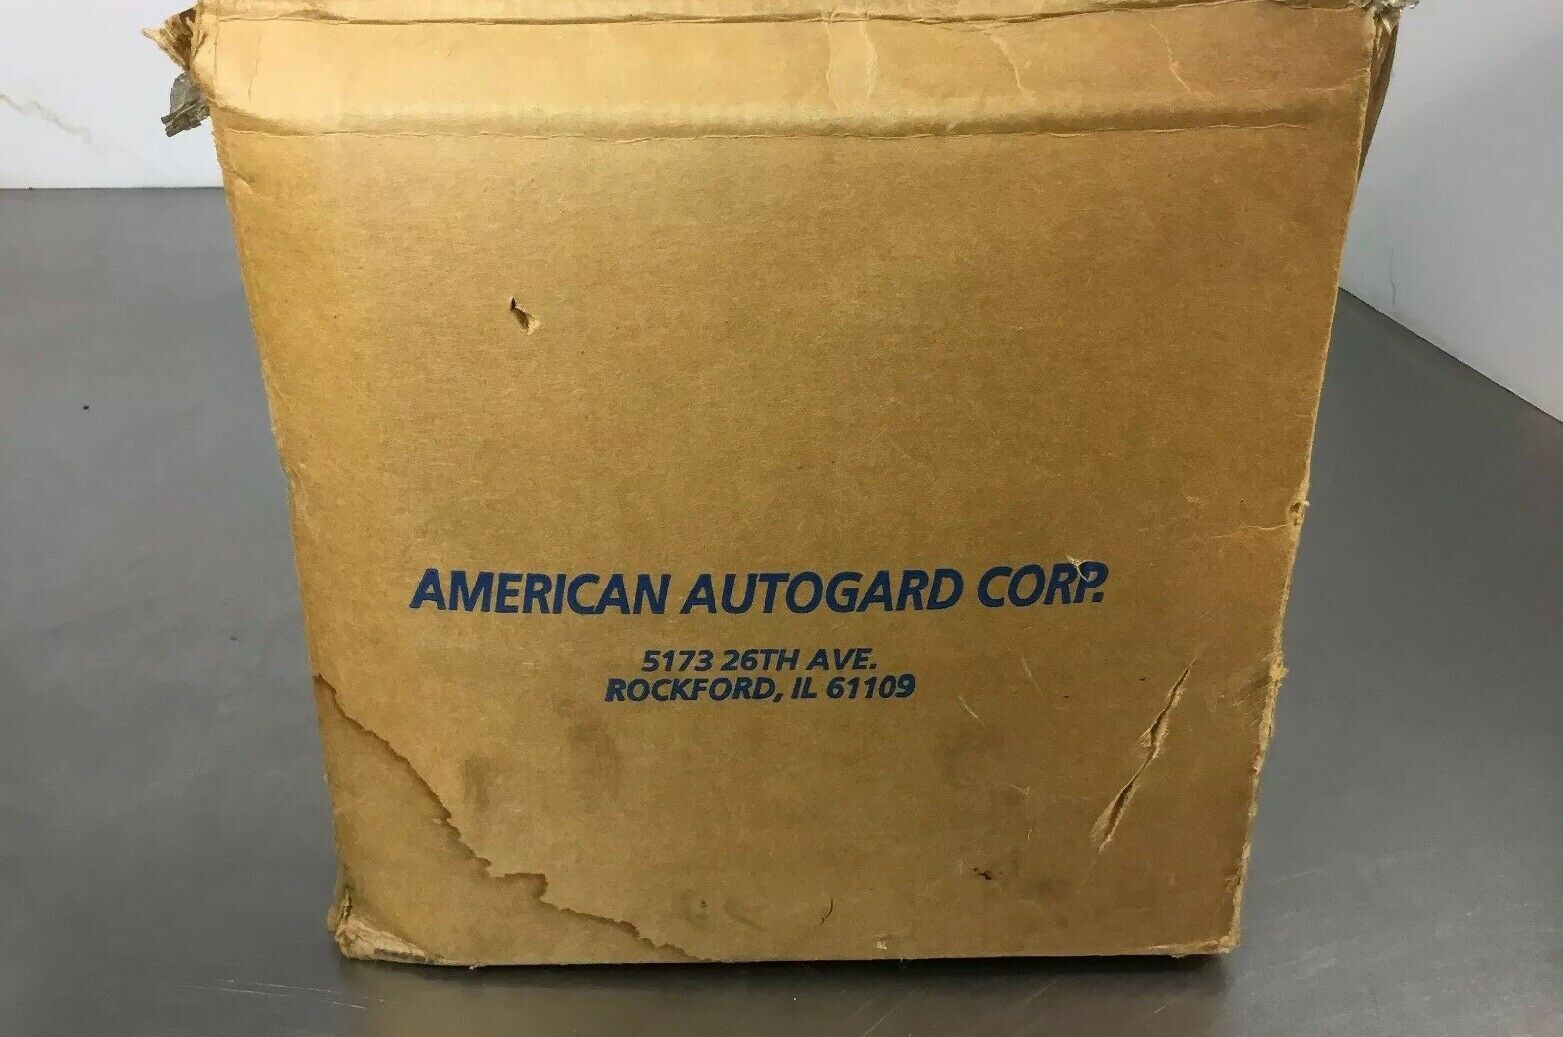 AMERICAN AUTOGARD CORP.
5173 26TH AVE.
ROCKFORD, IL 61109